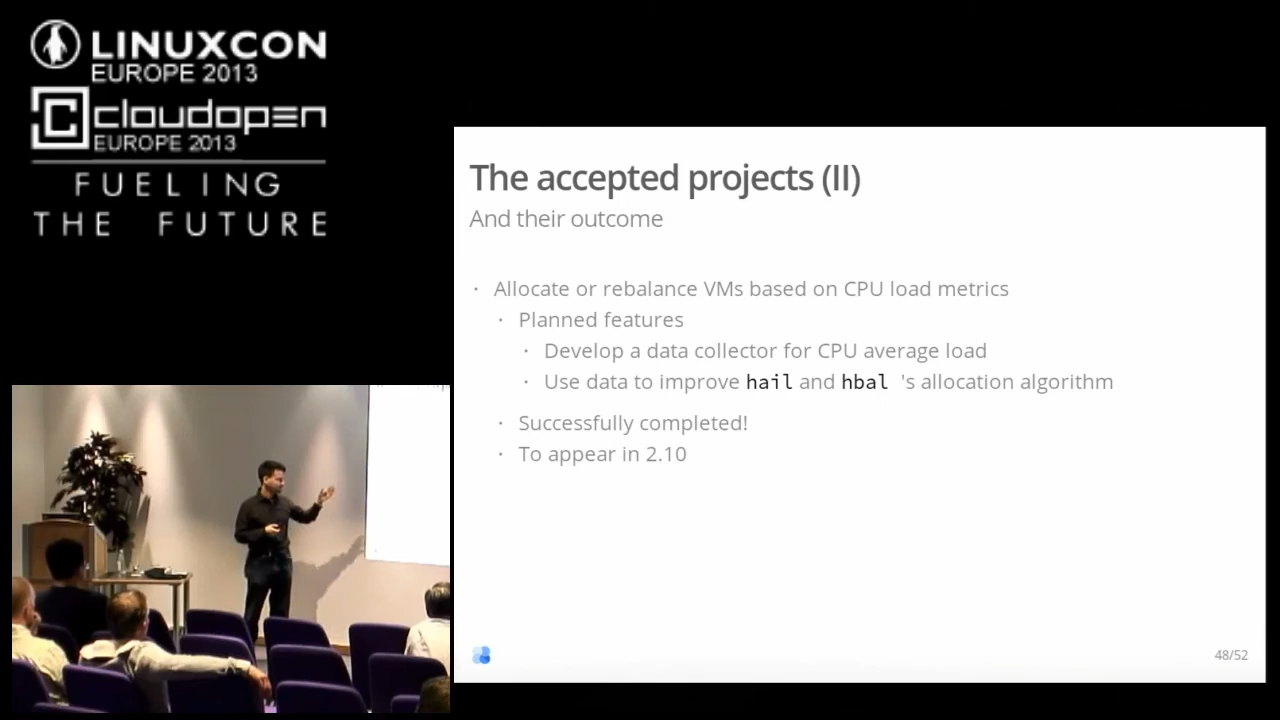 LINUXCON
EUROPE 2013
cloudopen
EUROPE 2013
FUELING
THE FUTURE
The accepted projects (II)
And their outcome
· Allocate or rebalance VMs based on CPU load metrics
· Planned features
· Develop a data collector for CPU average load
· Use data to improve hail and hbal 's allocation algorithm
· Successfully completed!
· To appear in 2.10
48/52